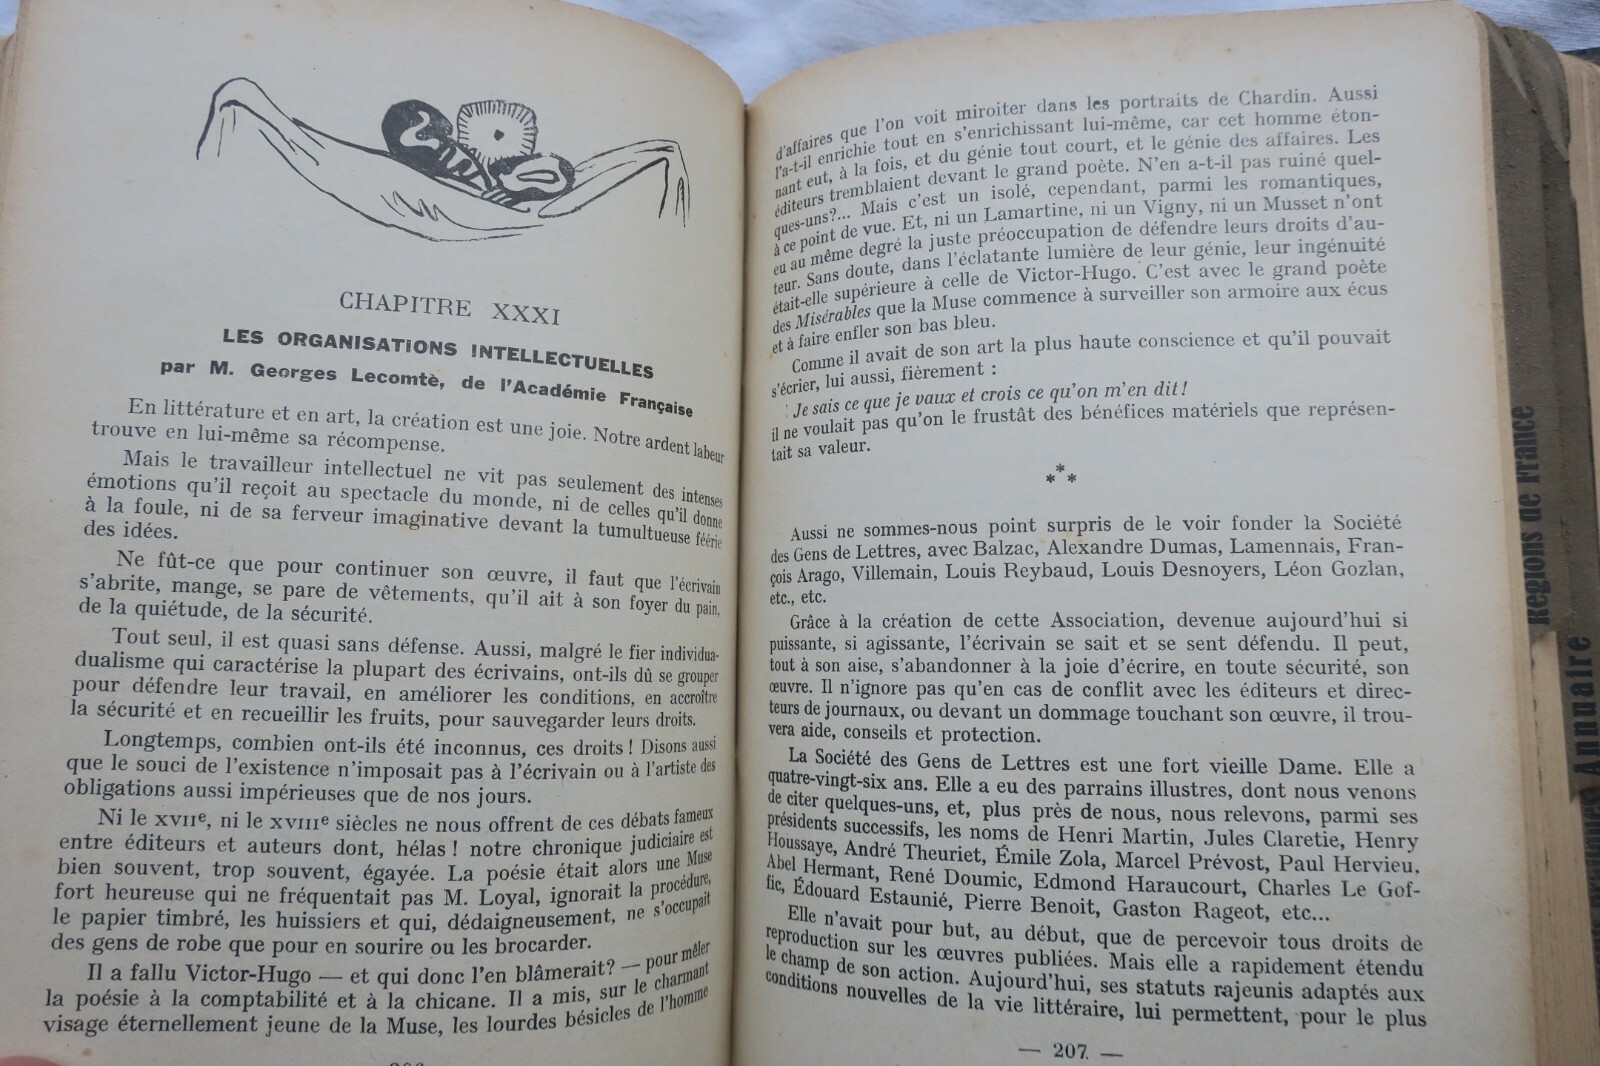 CHAPITRE XXXI
LES ORGANISATIONS INTELLECTUELLES
par M. Georges Lecomtè, de l'Académie Française
En littérature et en art, la création est une joie. Notre ardent labeur
trouve en lui-même sa récompense.
Mais le travailleur intellectuel ne vit pas seulement des intenses
émotions qu'il reçoit au spectacle du monde, ni de celles qu'il donne
à la foule, ni de sa ferveur imaginative devant la tumultueuse féérie
des idées.
Ne fût-ce que pour continuer son œuvre, il faut que l'écrivain
s'abrite, mange, se pare de vêtements, qu'il ait à son foyer du pain,
de la quiétude, de la sécurité.
Tout seul, il est quasi sans défense. Aussi, malgré le fier individua-
dualisme qui caractérise la plupart des écrivains, ont-ils dû se grouper
pour défendre leur travail, en améliorer les conditions, en accroître
la sécurité et en recueillir les fruits, pour sauvegarder leurs droits.
Longtemps, combien ont-ils été inconnus, ces droits ! Disons aussi
que le souci de l'existence n'imposait pas à l'écrivain ou à l'artiste des
obligations aussi impérieuses que de nos jours.
Ni le XVIIe, ni le XVIIIe siècles ne nous offrent de ces débats fameux
entre éditeurs et auteurs dont, hélas ! notre chronique judiciaire est
bien souvent, trop souvent, égayée. La poésie était alors une Muse
fort heureuse qui ne fréquentait pas M. Loyal, ignorait la procédure,
le papier timbré, les huissiers et qui, dédaigneusement, ne s'occupait
des gens de robe que pour en sourire ou les brocarder.
Il a fallu Victor-Hugo — et qui donc l'en blâmerait? — pour mêler
la poésie à la comptabilité et à la chicane. Il a mis, sur le charmant
visage éternellement jeune de la Muse, les lourdes bésicles de l'homme
d'affaires que l'on voit miroiter dans les portraits de Chardin. Aussi
l'a-t-il enrichie tout en s'enrichissant lui-même, car cet homme éton-
nant eut, à la fois, et du génie tout court, et le génie des affaires. Les
éditeurs tremblaient devant le grand poète. N'en a-t-il pas ruiné quel-
ques-uns?... Mais c'est un isolé, cependant, parmi les romantiques,
à ce point de vue. Et, ni un Lamartine, ni un Vigny, ni un Musset n'ont
eu au même degré la juste préoccupation de défendre leurs droits d'au-
teur. Sans doute, dans l'éclatante lumière de leur génie, leur ingénuité
était-elle supérieure à celle de Victor-Hugo. C'est avec le grand poète
des Misérables que la Muse commence à surveiller son armoire aux écus
et à faire enfler son bas bleu.
Comme il avait de son art la plus haute conscience et qu'il pouvait
s'écrier, lui aussi, fièrement :
Je sais ce que je vaux et crois ce qu'on m'en dit!
il ne voulait pas qu'on le frustât des bénéfices matériels que représen-
tait sa valeur.
*
* *
Aussi ne sommes-nous point surpris de le voir fonder la Société
des Gens de Lettres, avec Balzac, Alexandre Dumas, Lamennais, Fran-
çois Arago, Villemain, Louis Reybaud, Louis Desnoyers, Léon Gozlan,
etc., etc.
Grâce à la création de cette Association, devenue aujourd'hui si
puissante, si agissante, l'écrivain se sait et se sent défendu. Il peut,
tout à son aise, s'abandonner à la joie d'écrire, en toute sécurité, son
œuvre. Il n'ignore pas qu'en cas de conflit avec les éditeurs et direc-
teurs de journaux, ou devant un dommage touchant son œuvre, il trou-
vera aide, conseils et protection.
La Société des Gens de Lettres est une fort vieille Dame. Elle a
quatre-vingt-six ans. Elle a eu des parrains illustres, dont nous venons
de citer quelques-uns, et, plus près de nous, nous relevons, parmi ses
présidents successifs, les noms de Henri Martin, Jules Claretie, Henry
Houssaye, André Theuriet, Émile Zola, Marcel Prévost, Paul Hervieu,
Abel Hermant, René Doumic, Edmond Haraucourt, Charles Le Gof-
fic, Édouard Estaunié, Pierre Benoit, Gaston Rageot, etc...
Elle n'avait pour but, au début, que de percevoir tous droits de
reproduction sur les œuvres publiées. Mais elle a rapidement étendu
le champ de son action. Aujourd'hui, ses statuts rajeunis adaptés aux
conditions nouvelles de la vie littéraire, lui permettent, pour le plus
— 207 —
Régions de France
Annuaire